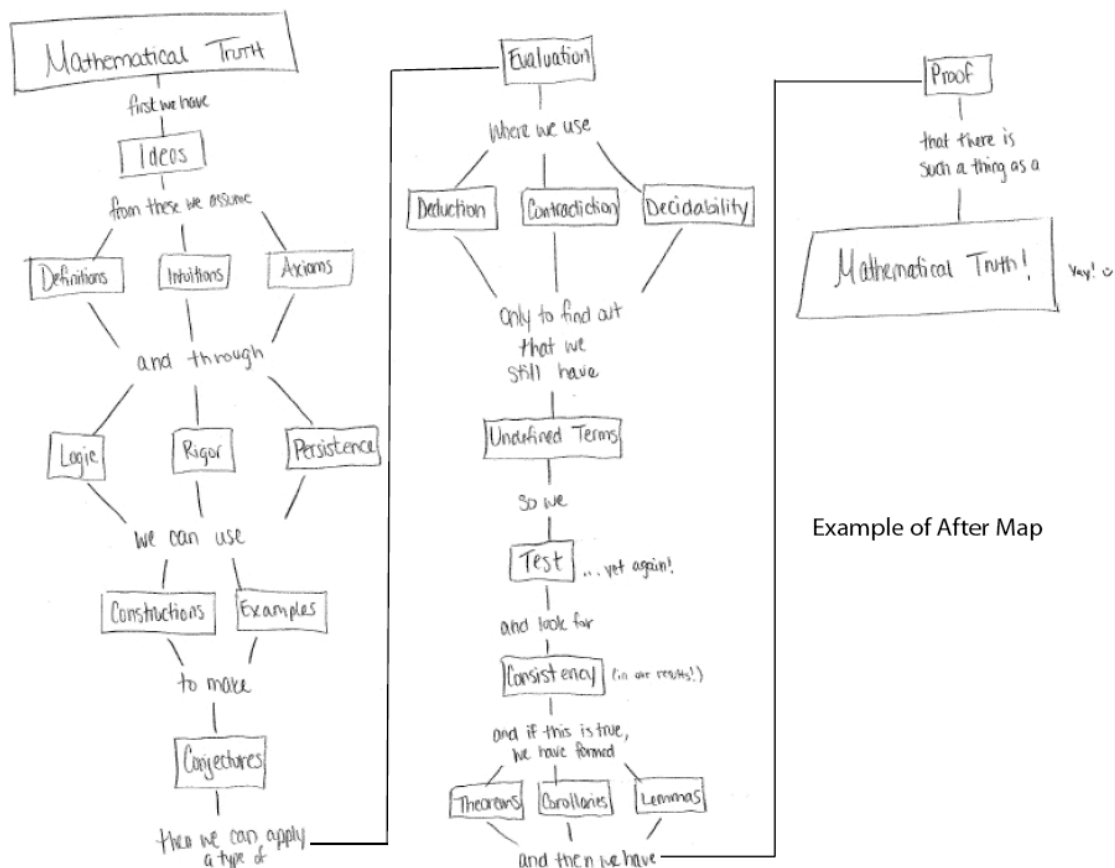 Mathematical Truth
first we have
Ideas
from these we assume
Definitions Intuitions Axioms
and through
Logic Rigor Persistence
we can use
Constructions Examples
to make
Conjectures
then we can apply
a type of
Evaluation
Where we use
Deduction Contradiction Decidability
Only to find out
that we
still have
Undefined Terms
so we
Test ...yet again!
and look for
Consistency (in our results!)
and if this is true,
we have formed
Theorems Corollaries Lemmas
and then we have
Proof
that there is
such a thing as a
Mathematical Truth! Yay! ☺
Example of After Map